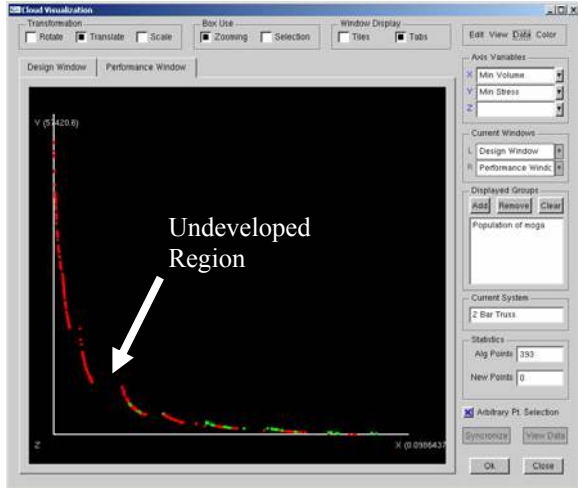 Cloud Visualization
Transformation
Rotate
Translate
Scale
Box Use
Zooming
Selection
Window Display
Tiles
Tabs
Edit View Data Color
Design Window
Performance Window
Y (57420.6)
Undeveloped
Region
Z
X (0.0986437
Axis Variables
X Min Volume
Y Min Stress
Z
Current Windows
L Design Window
R Performance Windc
Displayed Groups
Add Remove Clear
Population of moga
Current System
2 Bar Truss
Statistics
Alg Points 393
New Points 0
Arbitrary Pt. Selection
Syncronize View Data
Ok Close